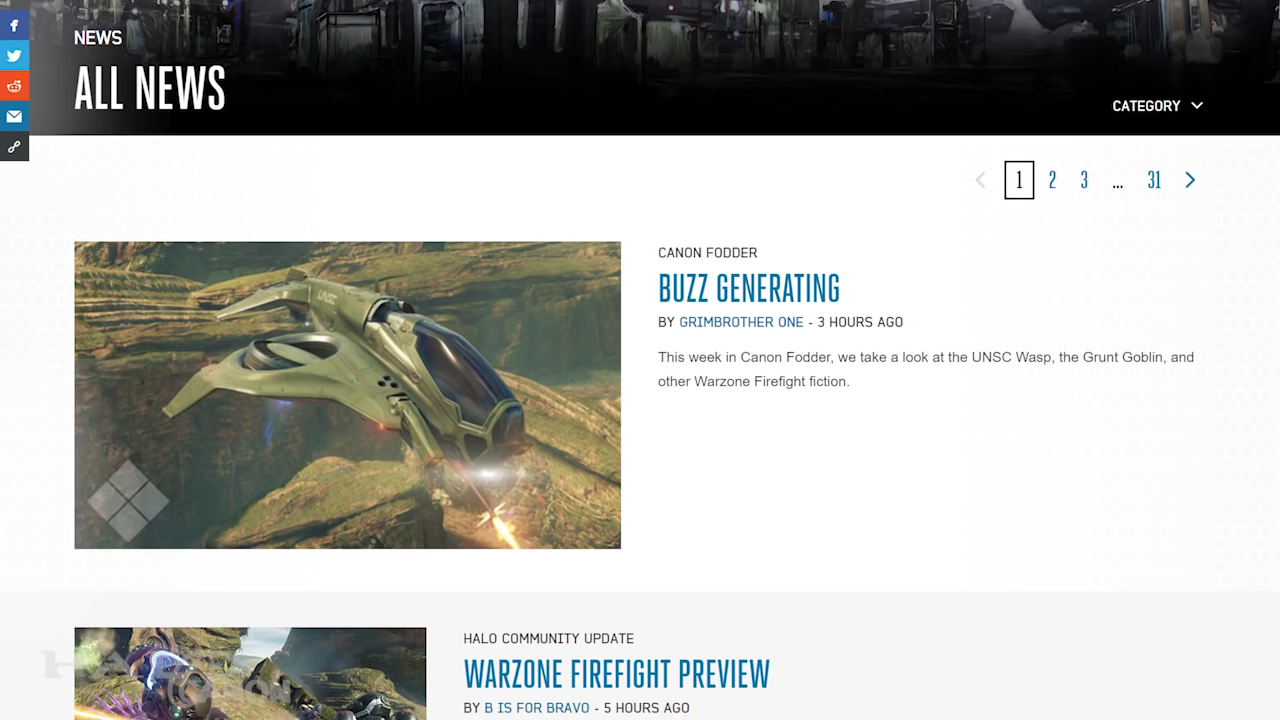 NEWS
ALL NEWS
CATEGORY
1 2 3 ... 31
UNSC
CANON FODDER
BUZZ GENERATING
BY GRIMBROTHER ONE - 3 HOURS AGO
This week in Canon Fodder, we take a look at the UNSC Wasp, the Grunt Goblin, and
other Warzone Firefight fiction.
HALO COMMUNITY UPDATE
WARZONE FIREFIGHT PREVIEW
BY B IS FOR BRAVO - 5 HOURS AGO